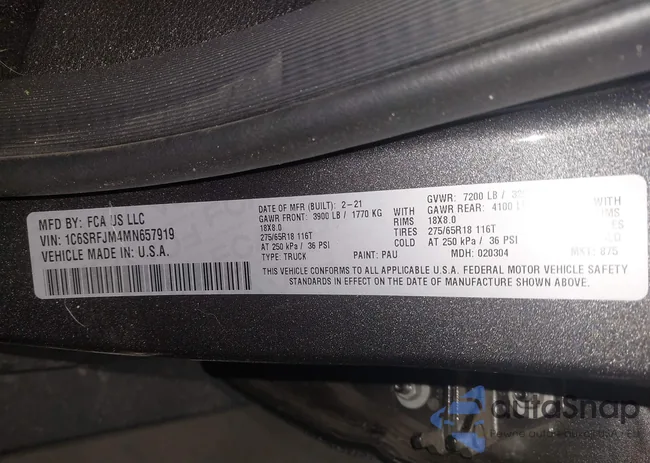 MFD BY: FCA US LLC
VIN: 1C6SRFJM4MN657919
VEHICLE MADE IN: U.S.A.
DATE OF MFR (BUILT): 2-21
GAWR FRONT: 3900 LB / 1770 KG WITH
18X8.0 RIMS
275/65R18 116T TIRES
AT 250 kPa / 36 PSI COLD
TYPE: TRUCK PAINT: PAU
GVWR: 7200 LB /
GAWR REAR: 4100
18X8.0
275/65R18 116T
AT 250 kPa / 36 PSI
MDH: 020304 MKT: 875
THIS VEHICLE CONFORMS TO ALL APPLICABLE U.S.A. FEDERAL MOTOR VEHICLE SAFETY
STANDARDS IN EFFECT ON THE DATE OF MANUFACTURE SHOWN ABOVE.
autoSnap